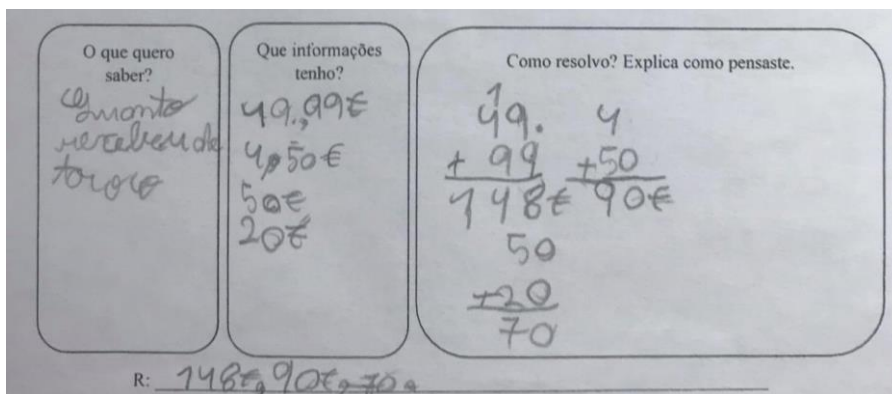 O que quero
saber?
Quanto
recebeu de
troco
Que informações
tenho?
49,99€
4,50€
50€
20€
Como resolvo? Explica como pensaste.
1
49. 4
+ 99 +50
148€ 90€
50
+20
70
R: 148€, 90€, 70.